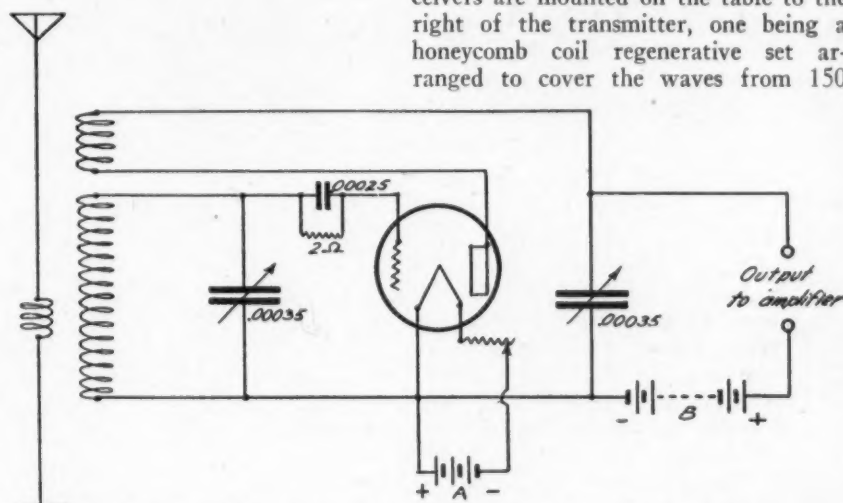 ceivers are mounted on the table to the
right of the transmitter, one being a
honeycomb coil regenerative set ar-
ranged to cover the waves from 150
.00025
2Ω
.00035
.00035
Output
to amplifier
- B +
+ A -